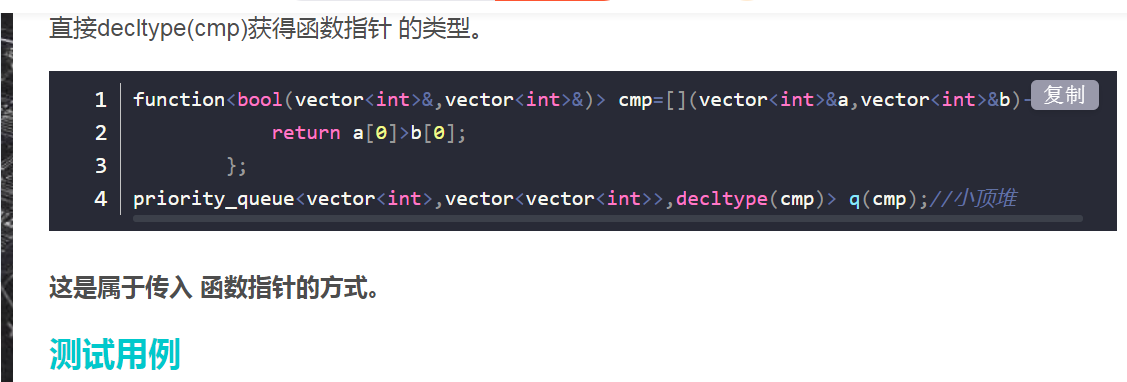 直接decltype(cmp)获得函数指针 的类型。
复制
1 function<bool(vector<int>&,vector<int>&)> cmp=[](vector<int>&a,vector<int>&b)-
2 return a[0]>b[0];
3 };
4 priority_queue<vector<int>,vector<vector<int>>,decltype(cmp)> q(cmp);//小顶堆
这是属于传入 函数指针的方式。
测试用例